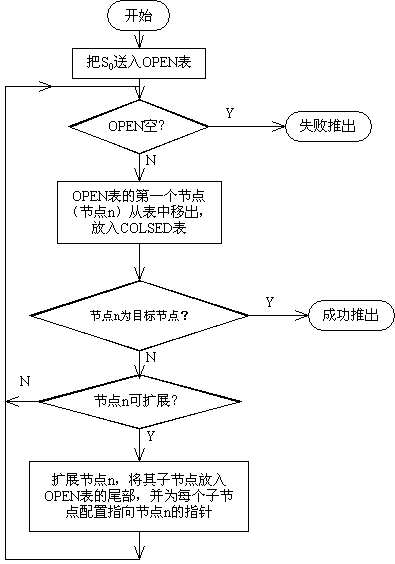 开始
把S₀送入OPEN表
OPEN空？
Y
失败推出
N
OPEN表的第一个节点
（节点n）从表中移出，
放入COLSED表
节点n为目标节点？
Y
成功推出
N
节点n可扩展？
N
Y
扩展节点n，将其子节点放入
OPEN表的尾部，并为每个子节
点配置指向节点n的指针